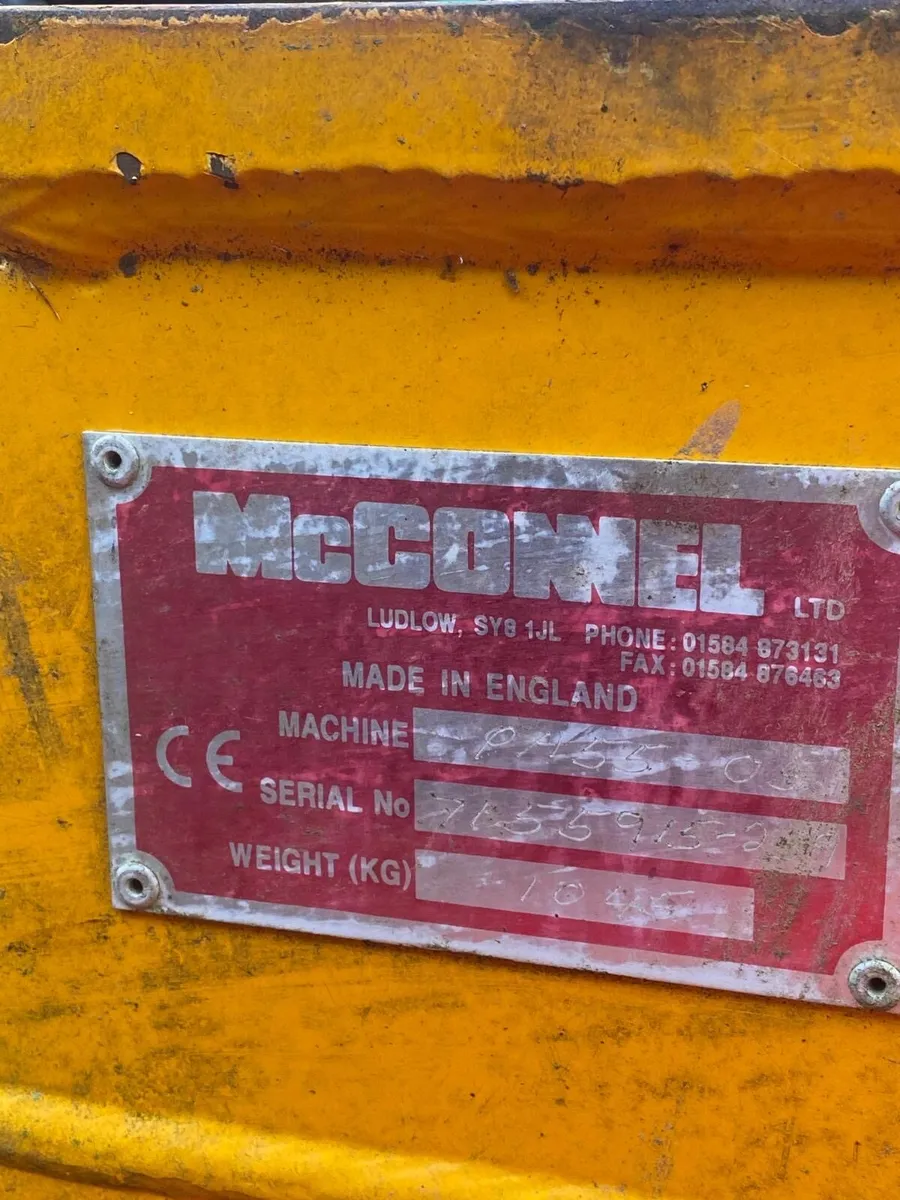 McCONNEL LTD
LUDLOW, SY8 1JL PHONE: 01584 873131
FAX: 01584 876463
MADE IN ENGLAND
MACHINE
CE SERIAL No
WEIGHT (KG) 1045